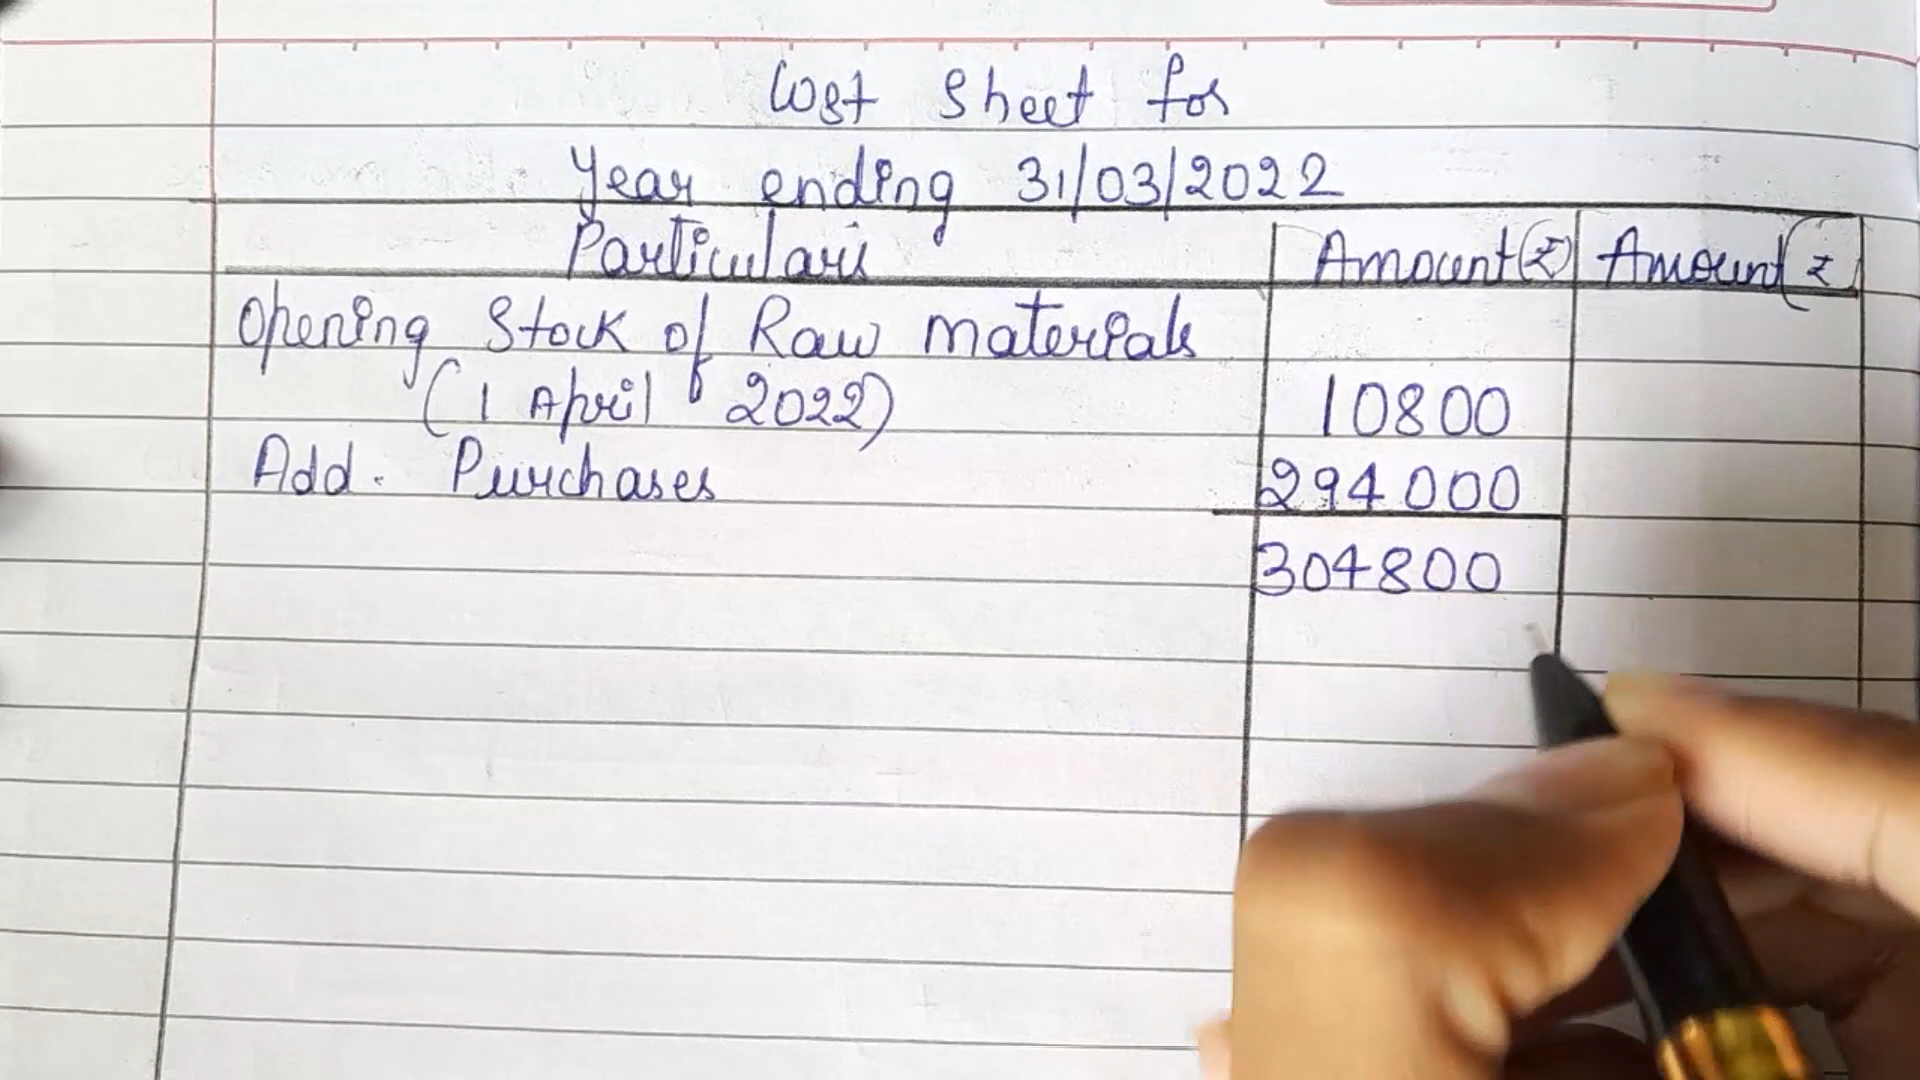 Cost Sheet for
Year ending 31/03/2022
Particulars Amount(₹) Amount(₹
Opening Stock of Raw materials
(1 April 2022) 10800
Add. Purchases 294000
304800